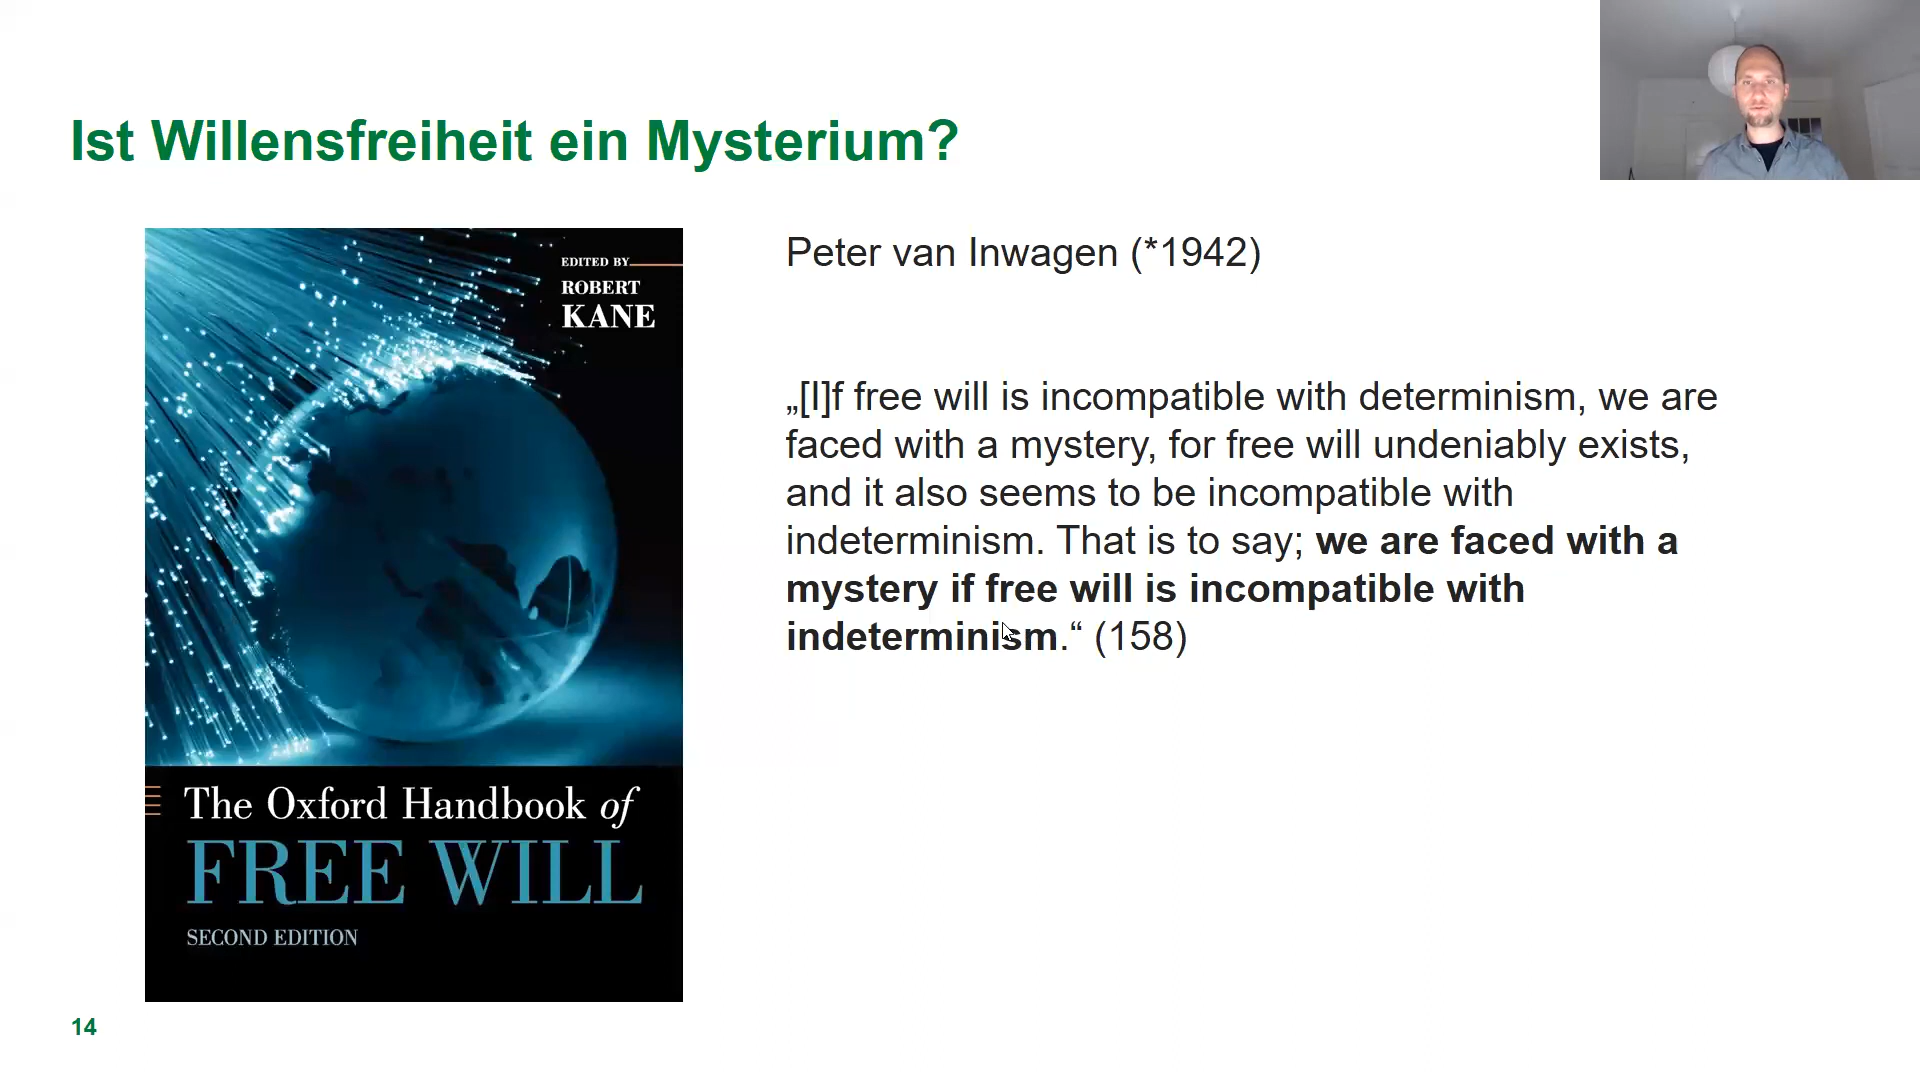 Ist Willensfreiheit ein Mysterium?
EDITED BY
ROBERT
KANE
The Oxford Handbook of
FREE WILL
SECOND EDITION
Peter van Inwagen (*1942)
„[I]f free will is incompatible with determinism, we are
faced with a mystery, for free will undeniably exists,
and it also seems to be incompatible with
indeterminism. That is to say; we are faced with a
mystery if free will is incompatible with
indeterminism.“ (158)
14